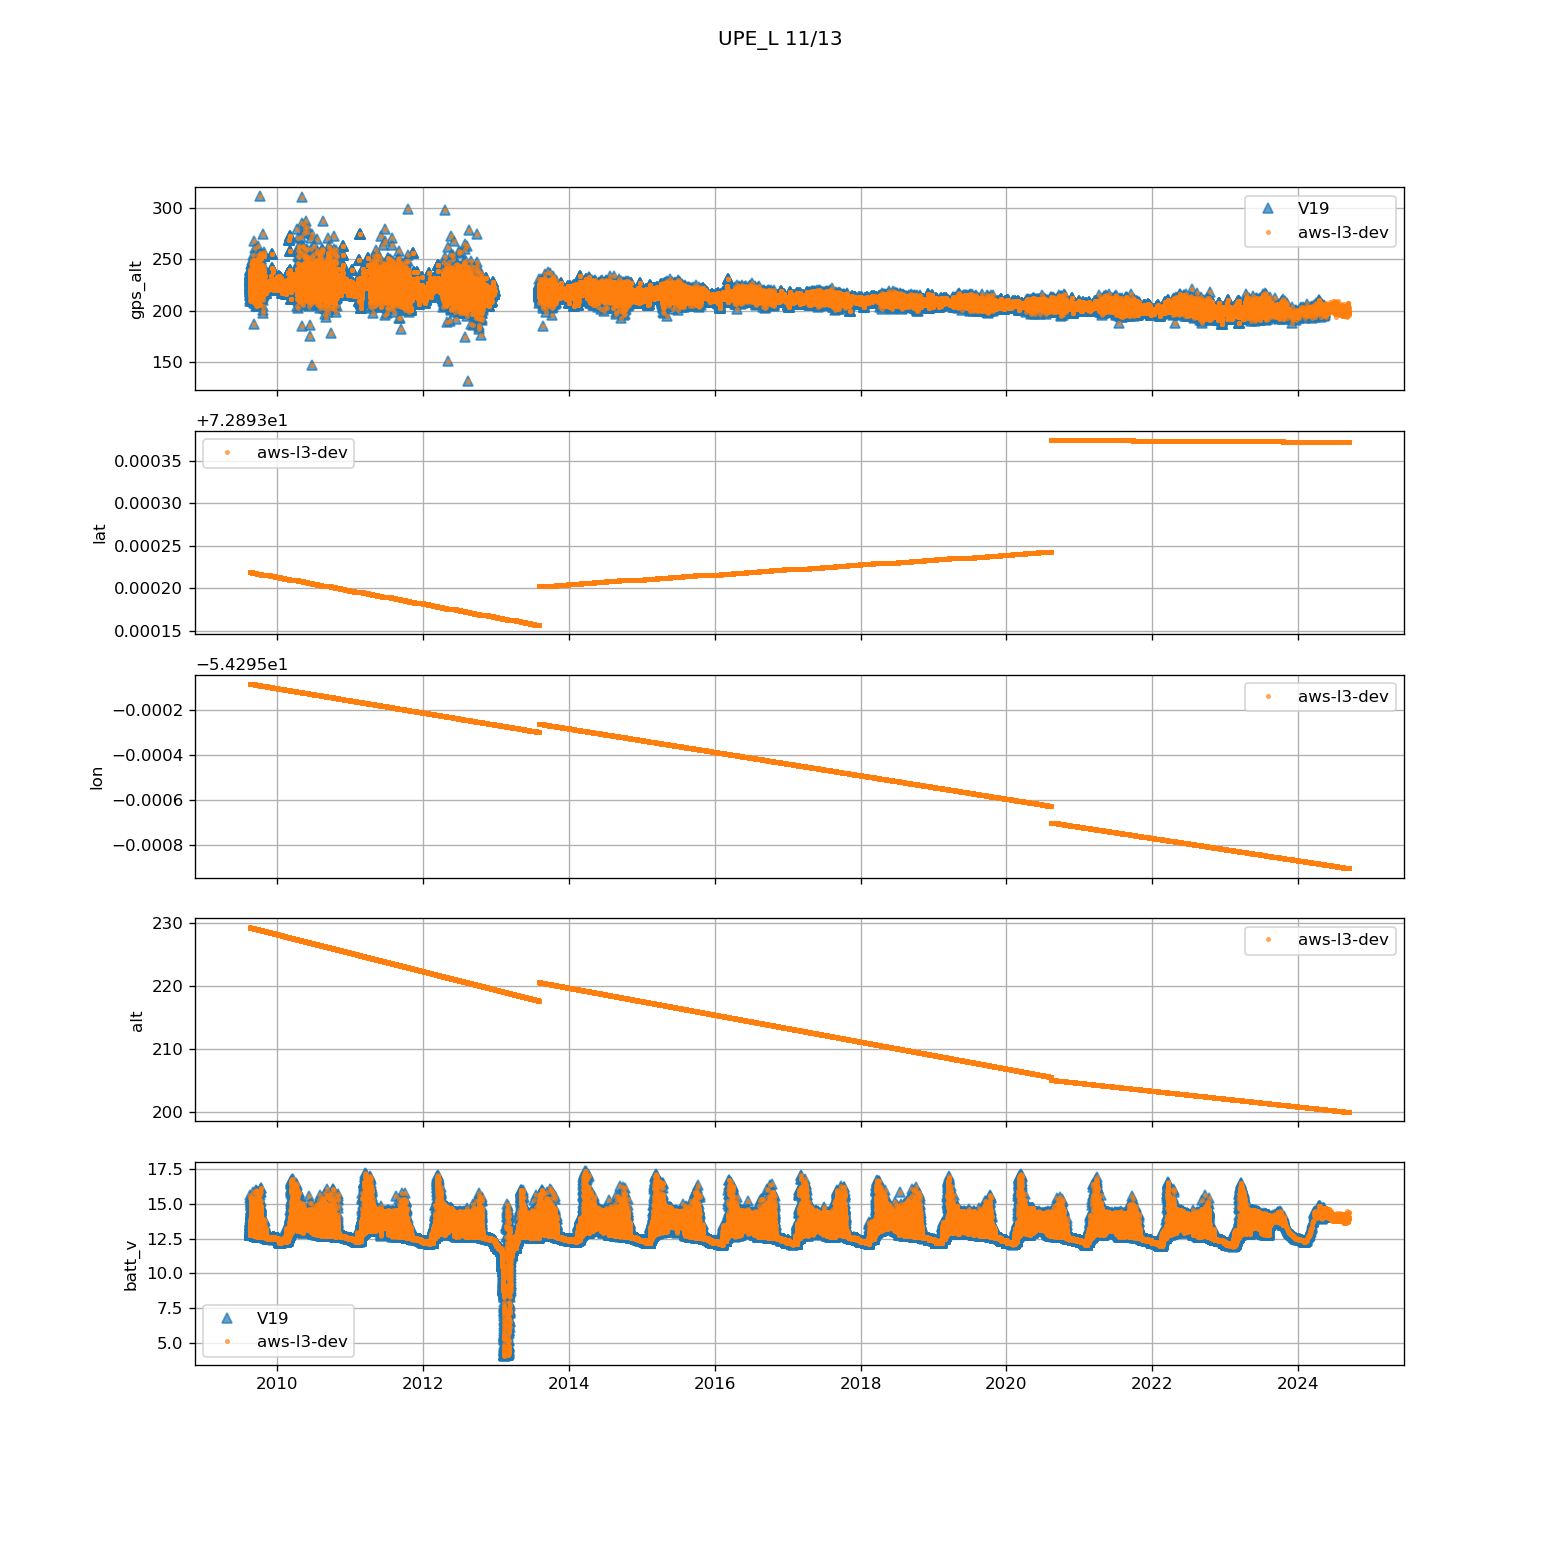 UPE_L 11/13
300
250
200
150
gps_alt
V19
aws-l3-dev
+7.2893e1
0.00035
0.00030
0.00025
0.00020
0.00015
lat
aws-l3-dev
−5.4295e1
−0.0002
−0.0004
−0.0006
−0.0008
lon
aws-l3-dev
230
220
210
200
alt
aws-l3-dev
17.5
15.0
12.5
10.0
7.5
5.0
batt_v
V19
aws-l3-dev
2010 2012 2014 2016 2018 2020 2022 2024